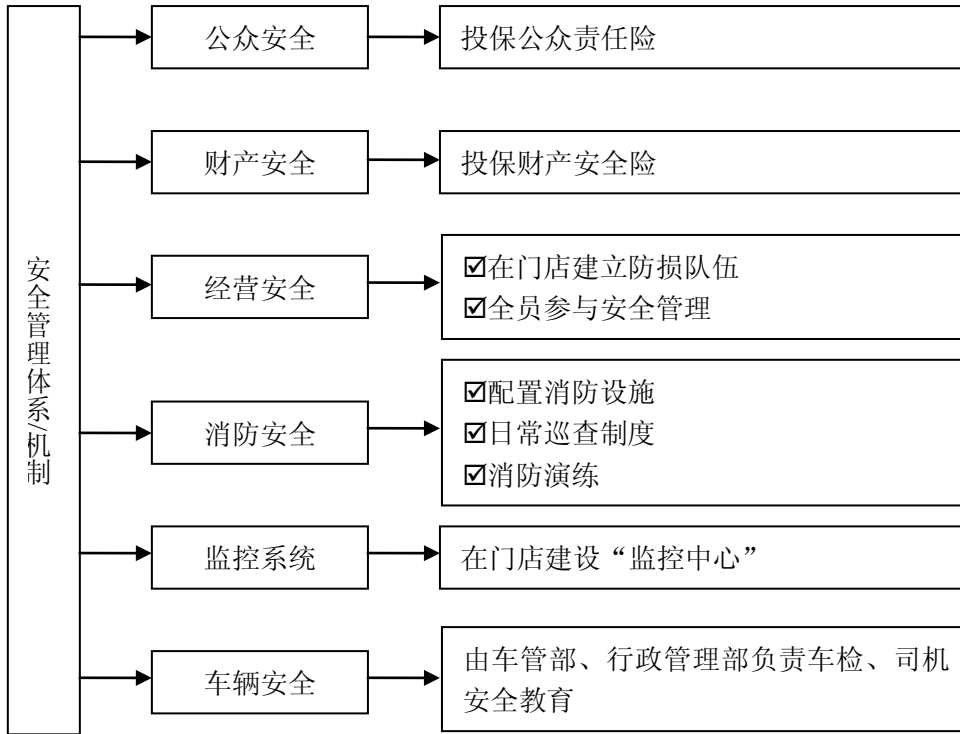 安全管理体系/机制
公众安全
投保公众责任险
财产安全
投保财产安全险
经营安全
☑在门店建立防损队伍
☑全员参与安全管理
消防安全
☑配置消防设施
☑日常巡查制度
☑消防演练
监控系统
在门店建设“监控中心”
车辆安全
由车管部、行政管理部负责车检、司机
安全教育